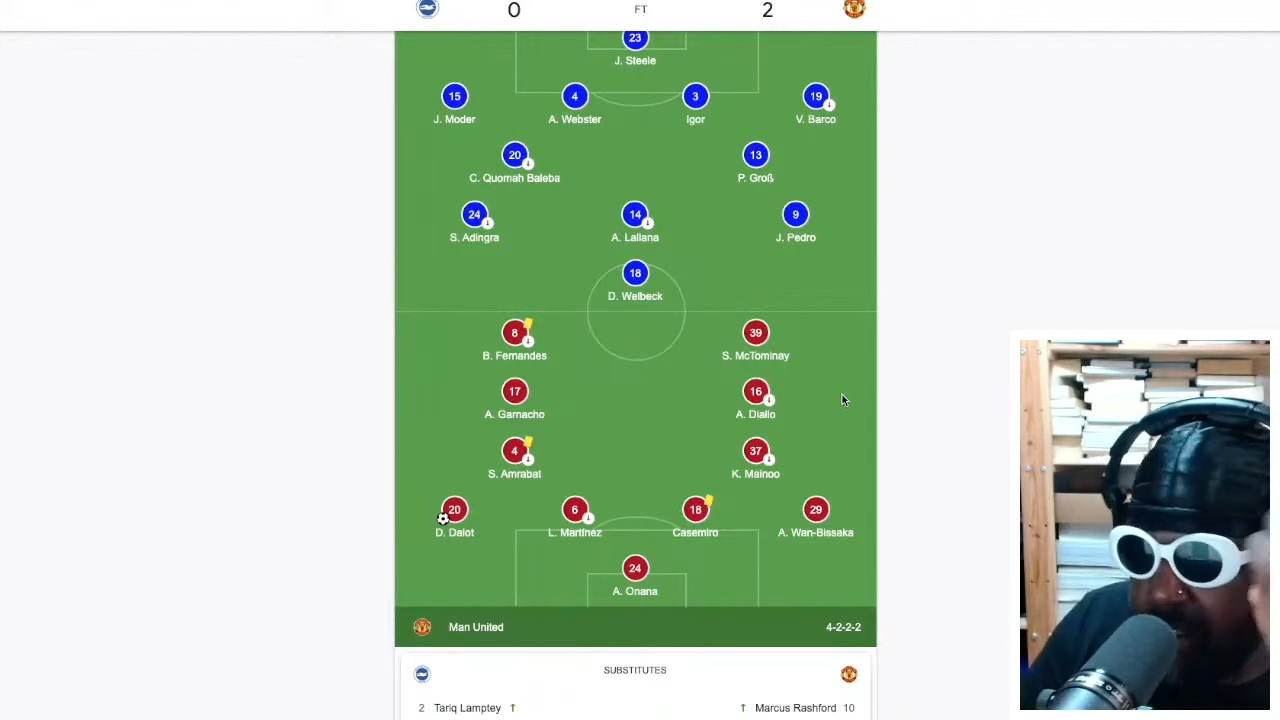 0 FT 2
23
J. Steele
15 4 3 19
J. Moder A. Webster Igor V. Barco
20 13
C. Quomah Baleba P. Groß
24 14 9
S. Adingra A. Lallana J. Pedro
18
D. Welbeck
8 39
B. Fernandes S. McTominay
17 16
A. Garnacho A. Diallo
4 37
S. Amrabat K. Mainoo
20 6 18 29
D. Dalot L. Martínez Casemiro A. Wan-Bissaka
24
A. Onana
Man United 4-2-2-2
SUBSTITUTES
2 Tariq Lamptey ↑ ↑ Marcus Rashford 10